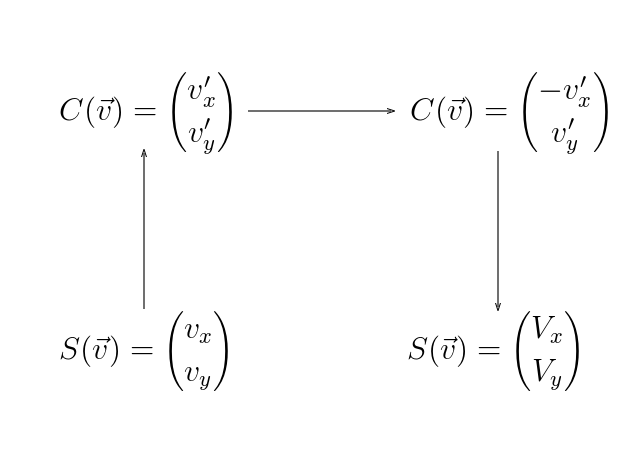 C(\vec{v}) = \begin{pmatrix} v'_x \\ v'_y \end{pmatrix} \longrightarrow C(\vec{v}) = \begin{pmatrix} -v'_x \\ v'_y \end{pmatrix}
S(\vec{v}) = \begin{pmatrix} v_x \\ v_y \end{pmatrix} S(\vec{v}) = \begin{pmatrix} V_x \\ V_y \end{pmatrix}